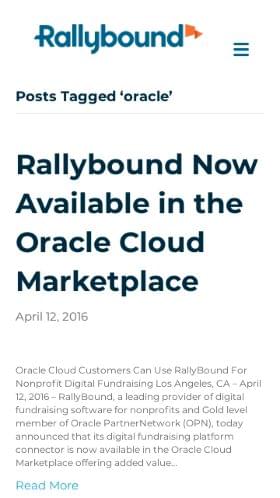 Rallybound
Posts Tagged ‘oracle’
Rallybound Now
Available in the
Oracle Cloud
Marketplace
April 12, 2016
Oracle Cloud Customers Can Use RallyBound For
Nonprofit Digital Fundraising Los Angeles, CA – April
12, 2016 – RallyBound, a leading provider of digital
fundraising software for nonprofits and Gold level
member of Oracle PartnerNetwork (OPN), today
announced that its digital fundraising platform
connector is now available in the Oracle Cloud
Marketplace offering added value...
Read More